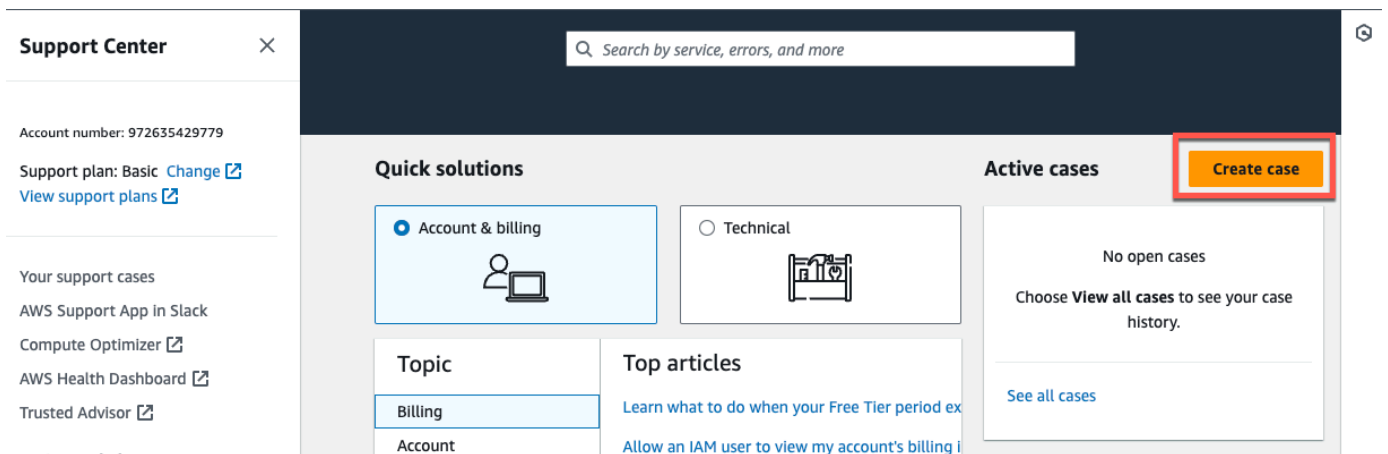 Support Center
Search by service, errors, and more
Account number: 972635429779
Support plan: Basic Change
View support plans
Your support cases
AWS Support App in Slack
Compute Optimizer
AWS Health Dashboard
Trusted Advisor
Quick solutions
Account & billing
Technical
Topic
Billing
Account
Top articles
Learn what to do when your Free Tier period ex
Allow an IAM user to view my account's billing i
Active cases
Create case
No open cases
Choose View all cases to see your case
history.
See all cases